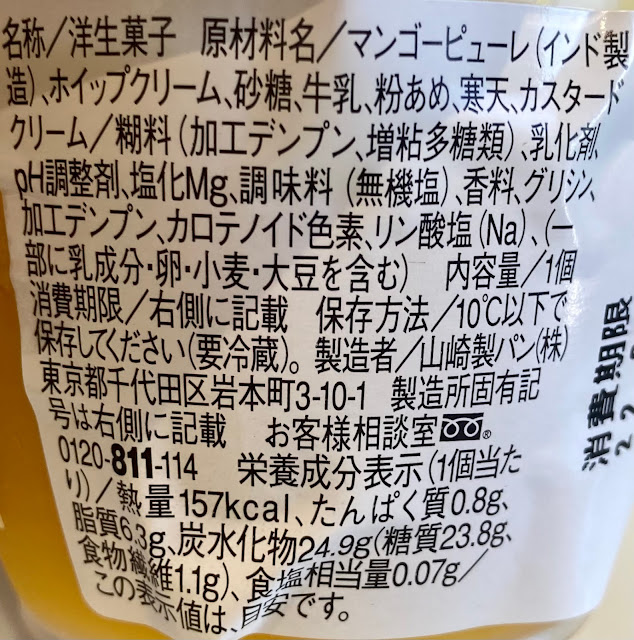 名称／洋生菓子　原材料名／マンゴーピューレ(インド製
造)、ホイップクリーム、砂糖、牛乳、粉あめ、寒天、カスタード
クリーム／糊料(加工デンプン、増粘多糖類)、乳化剤、
pH調整剤、塩化Mg、調味料(無機塩)、香料、グリシン、
加工デンプン、カロテノイド色素、リン酸塩(Na)、(一
部に乳成分・卵・小麦・大豆を含む)　内容量／1個
消費期限／右側に記載　保存方法／10℃以下で
保存してください(要冷蔵)。製造者／山崎製パン(株)
東京都千代田区岩本町3-10-1　製造所固有記
号は右側に記載　お客様相談室
0120-811-114　栄養成分表示(1個当た
り)／熱量157kcal、たんぱく質0.8g、
脂質6.3g、炭水化物24.9g(糖質23.8g、
食物繊維1.1g)、食塩相当量0.07g／
この表示値は、目安です。
消費期限